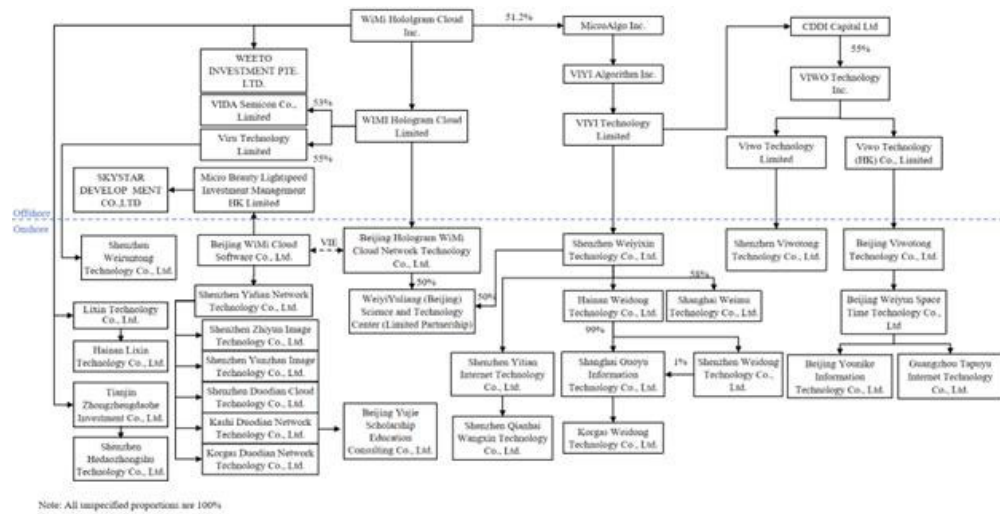 WiMi Hololgram Cloud
Inc.
51.2%
MicroAlgo Inc.
CDDI Capital Ltd
55%
WEETO
INVESTMENT PTE.
LTD.
VIYI Algorithm Inc.
VIWO Technology
Inc.
VIDA Semicon Co.,
Limited
53%
WIMI Hologram Cloud
Limited
VIYI Technology
Limited
Viru Technology
Limited
55%
Viwo Technology
Limited
Viwo Technology
(HK) Co., Limited
SKYSTAR
DEVELOP MENT
CO.,LTD
Micro Beauty Lightspeed
Investment Management
HK Limited
Offshore
Onshore
Shenzhen
Weiruntong
Technology Co., Ltd.
Beijing WiMi Cloud
Software Co., Ltd.
VIE
Beijing Hologram WiMi
Cloud Network Technology
Co., Ltd.
Shenzhen Weiyixin
Technology Co., Ltd.
Shenzhen Viwotong
Technology Co., Ltd.
Beijing Viwotong
Technology Co., Ltd.
50%
50%
58%
Shenzhen Yidian Network
Technology Co., Ltd.
WeiyiYuliang (Beijing)
Science and Technology
Center (Limited Partnership)
Hainan Weidong
Technology Co., Ltd.
Shanghai Weimu
Technology Co., Ltd.
Beijing Weiyun Space
Time Technology Co.,
Ltd
Lixin Technology
Co., Ltd.
99%
Shenzhen Zhiyun Image
Technology Co., Ltd.
Hainan Lixin
Technology Co., Ltd.
Shenzhen Yunzhan Image
Technology Co., Ltd.
Shenzhen Yitian
Internet Technology
Co., Ltd.
Shanghai Guoyu
Information
Technology Co., Ltd.
1%
Shenzhen Weidong
Technology Co.,
Ltd.
Beijing Younike
Information
Technology Co., Ltd.
Guangzhou Tapuyu
Internet Technology
Co., Ltd.
Tianjin
Zhongzhengdaohe
Investment Co., Ltd.
Shenzhen Duodian Cloud
Technology Co., Ltd.
Kashi Duodian Network
Technology Co., Ltd.
Beijing Yujie
Scholarship
Education
Consulting Co., Ltd.
Shenzhen Qianhai
Wangxin Technology
Co., Ltd.
Korgas Weidong
Technology Co., Ltd.
Shenzhen
Hedaozhongshu
Technology Co., Ltd.
Korgas Duodian Network
Technology Co., Ltd.
Note: All unspecified proportions are 100%